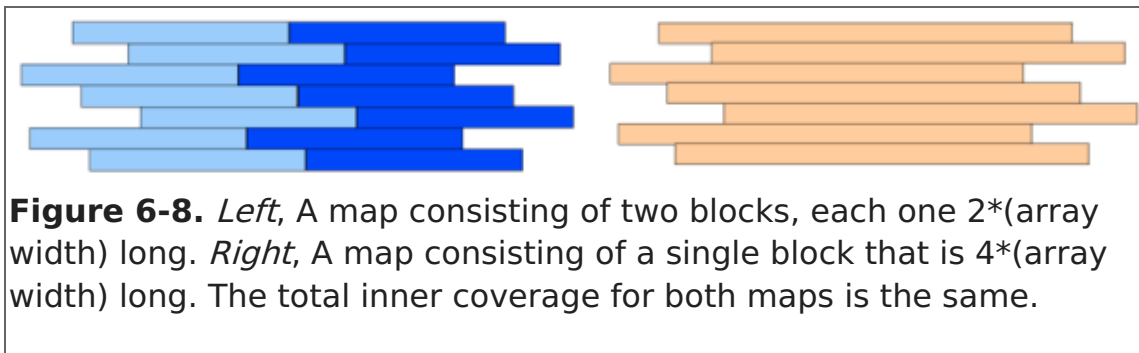 Figure 6-8. Left, A map consisting of two blocks, each one 2*(array
width) long. Right, A map consisting of a single block that is 4*(array
width) long. The total inner coverage for both maps is the same.